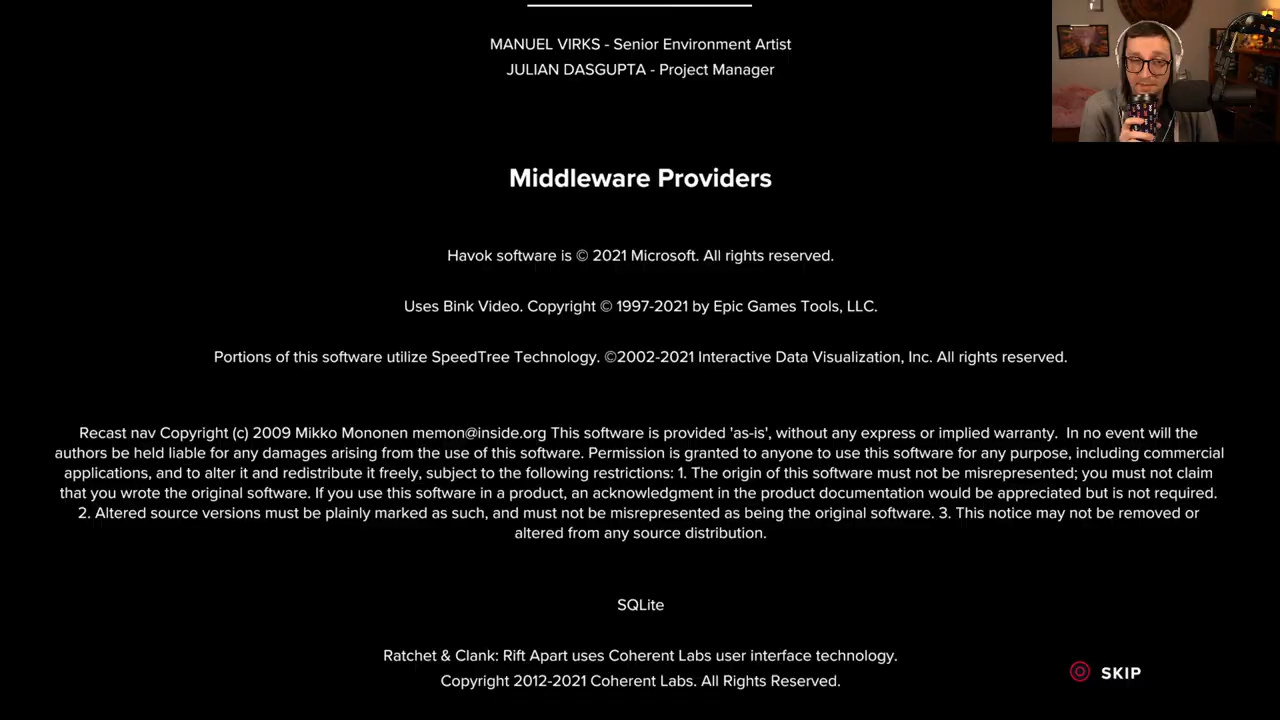 MANUEL VIRKS - Senior Environment Artist
JULIAN DASGUPTA - Project Manager
Middleware Providers
Havok software is © 2021 Microsoft. All rights reserved.
Uses Bink Video. Copyright © 1997-2021 by Epic Games Tools, LLC.
Portions of this software utilize SpeedTree Technology. ©2002-2021 Interactive Data Visualization, Inc. All rights reserved.
Recast nav Copyright (c) 2009 Mikko Mononen memon@inside.org This software is provided 'as-is', without any express or implied warranty.  In no event will the
authors be held liable for any damages arising from the use of this software. Permission is granted to anyone to use this software for any purpose, including commercial
applications, and to alter it and redistribute it freely, subject to the following restrictions: 1. The origin of this software must not be misrepresented; you must not claim
that you wrote the original software. If you use this software in a product, an acknowledgment in the product documentation would be appreciated but is not required.
2. Altered source versions must be plainly marked as such, and must not be misrepresented as being the original software. 3. This notice may not be removed or
altered from any source distribution.
SQLite
Ratchet & Clank: Rift Apart uses Coherent Labs user interface technology.
Copyright 2012-2021 Coherent Labs. All Rights Reserved.
SKIP